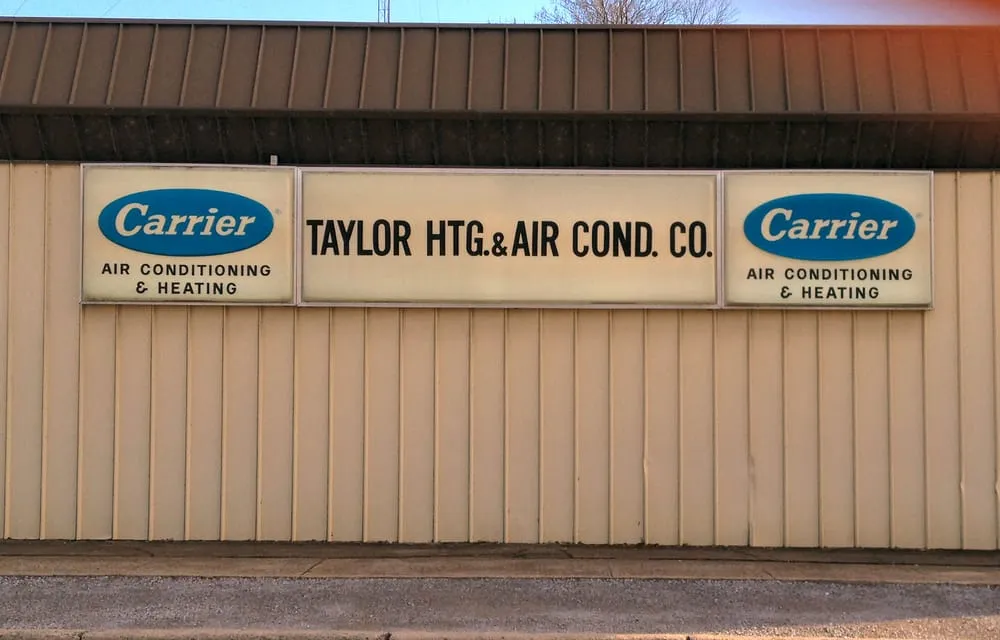 Carrier
AIR CONDITIONING
& HEATING
TAYLOR HTG. & AIR COND. CO.
Carrier
AIR CONDITIONING
& HEATING